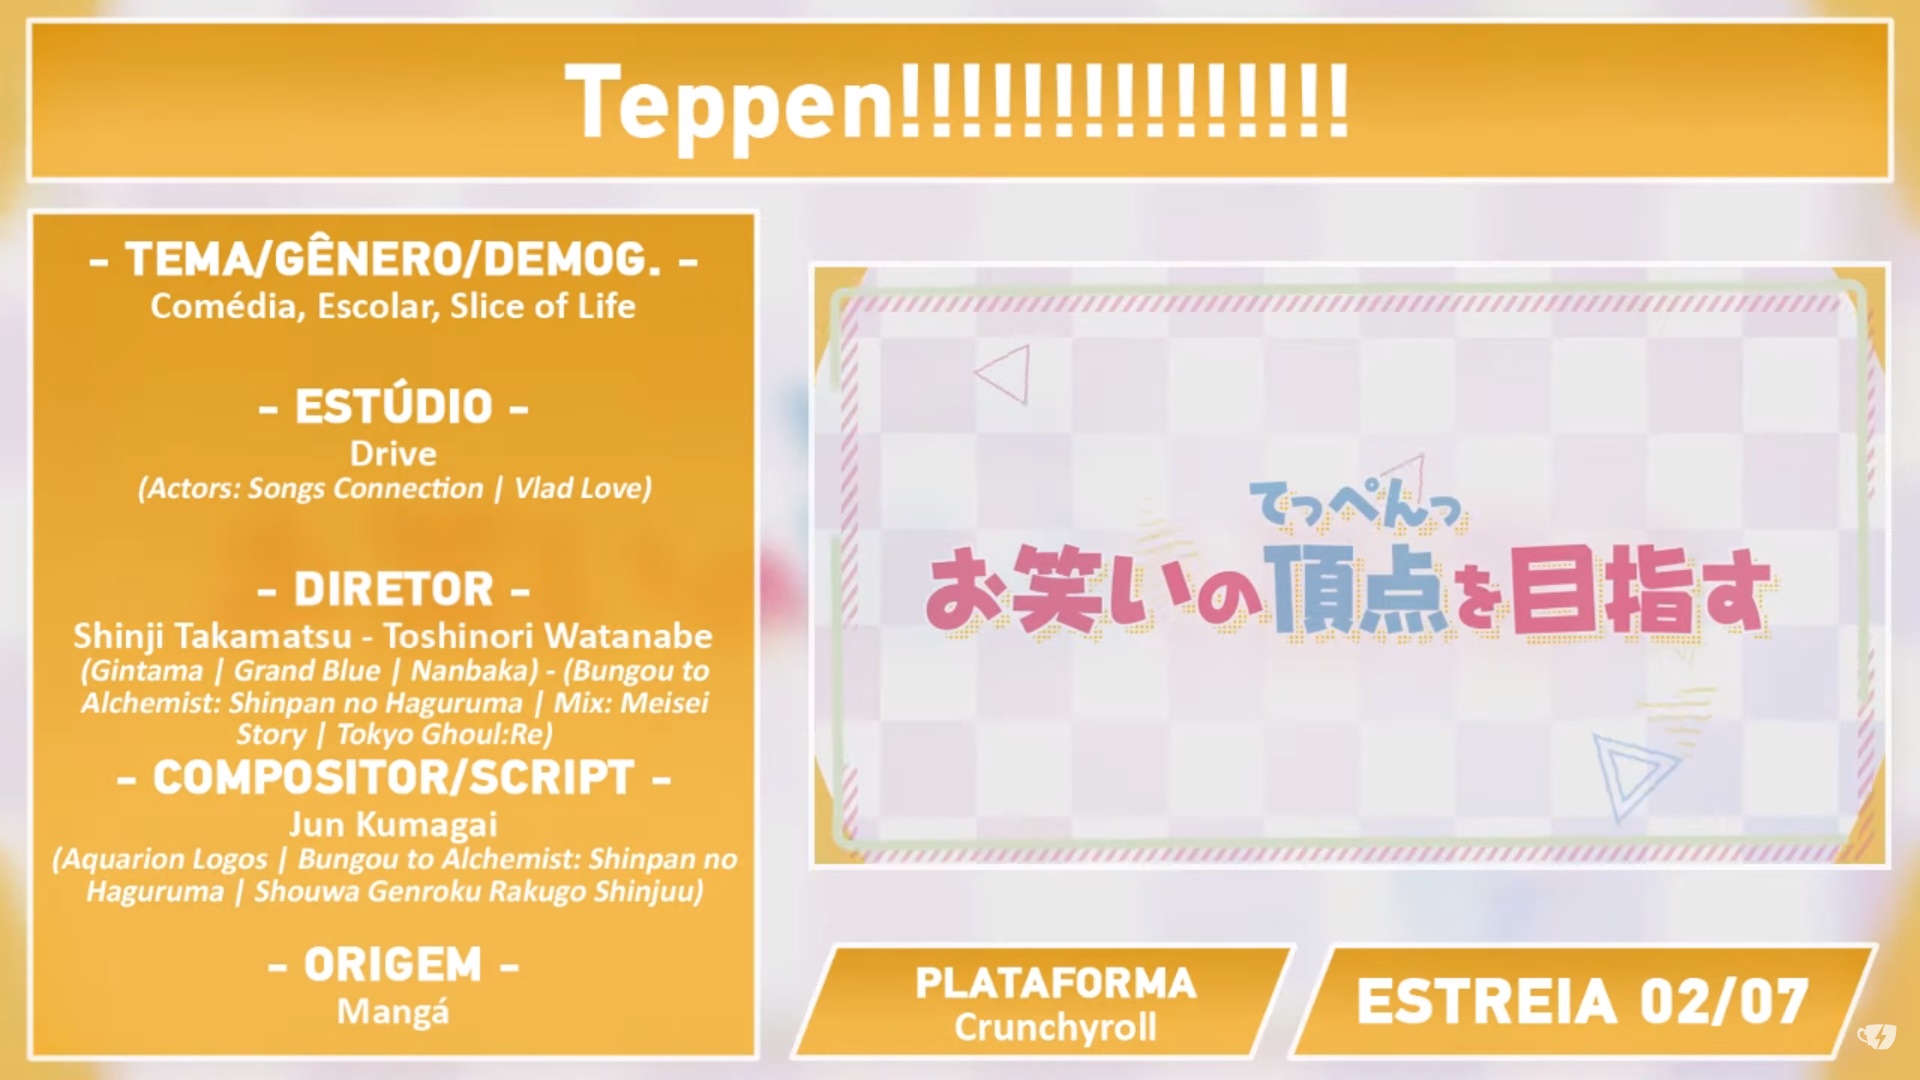 Teppen!!!!!!!!!!!!!!!
- TEMA/GÊNERO/DEMOG. -
Comédia, Escolar, Slice of Life
- ESTÚDIO -
Drive
(Actors: Songs Connection | Vlad Love)
- DIRETOR -
Shinji Takamatsu - Toshinori Watanabe
(Gintama | Grand Blue | Nanbaka) - (Bungou to
Alchemist: Shinpan no Haguruma | Mix: Meisei
Story | Tokyo Ghoul:Re)
- COMPOSITOR/SCRIPT -
Jun Kumagai
(Aquarion Logos | Bungou to Alchemist: Shinpan no
Haguruma | Shouwa Genroku Rakugo Shinjuu)
- ORIGEM -
Mangá
てっぺんっ
お笑いの頂点を目指す
PLATAFORMA
Crunchyroll
ESTREIA 02/07